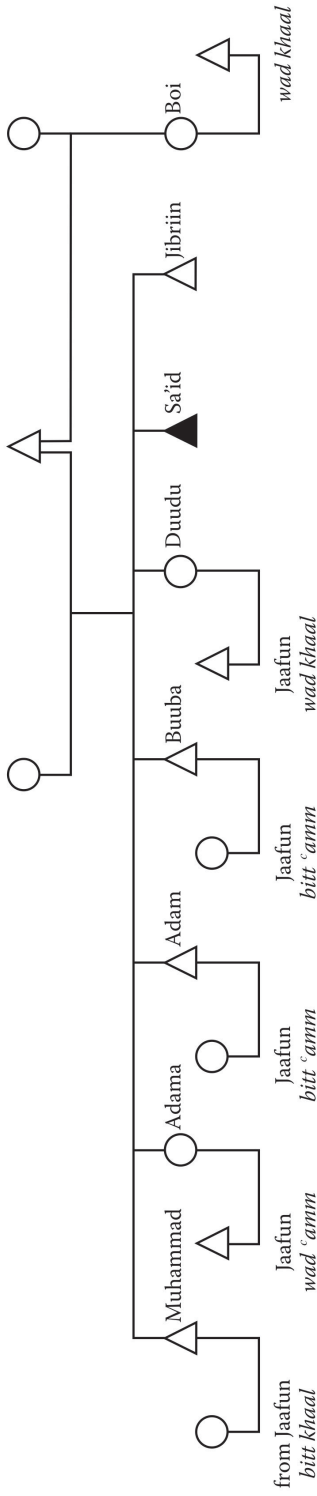 Muhammad
Adama
Adam
Buuba
Duudu
Sa'id
Jibriin
Boi
from Jaafun
bitt khaal
Jaafun
wad ᶜamm
Jaafun
bitt ᶜamm
Jaafun
bitt ᶜamm
Jaafun
wad khaal
wad khaal